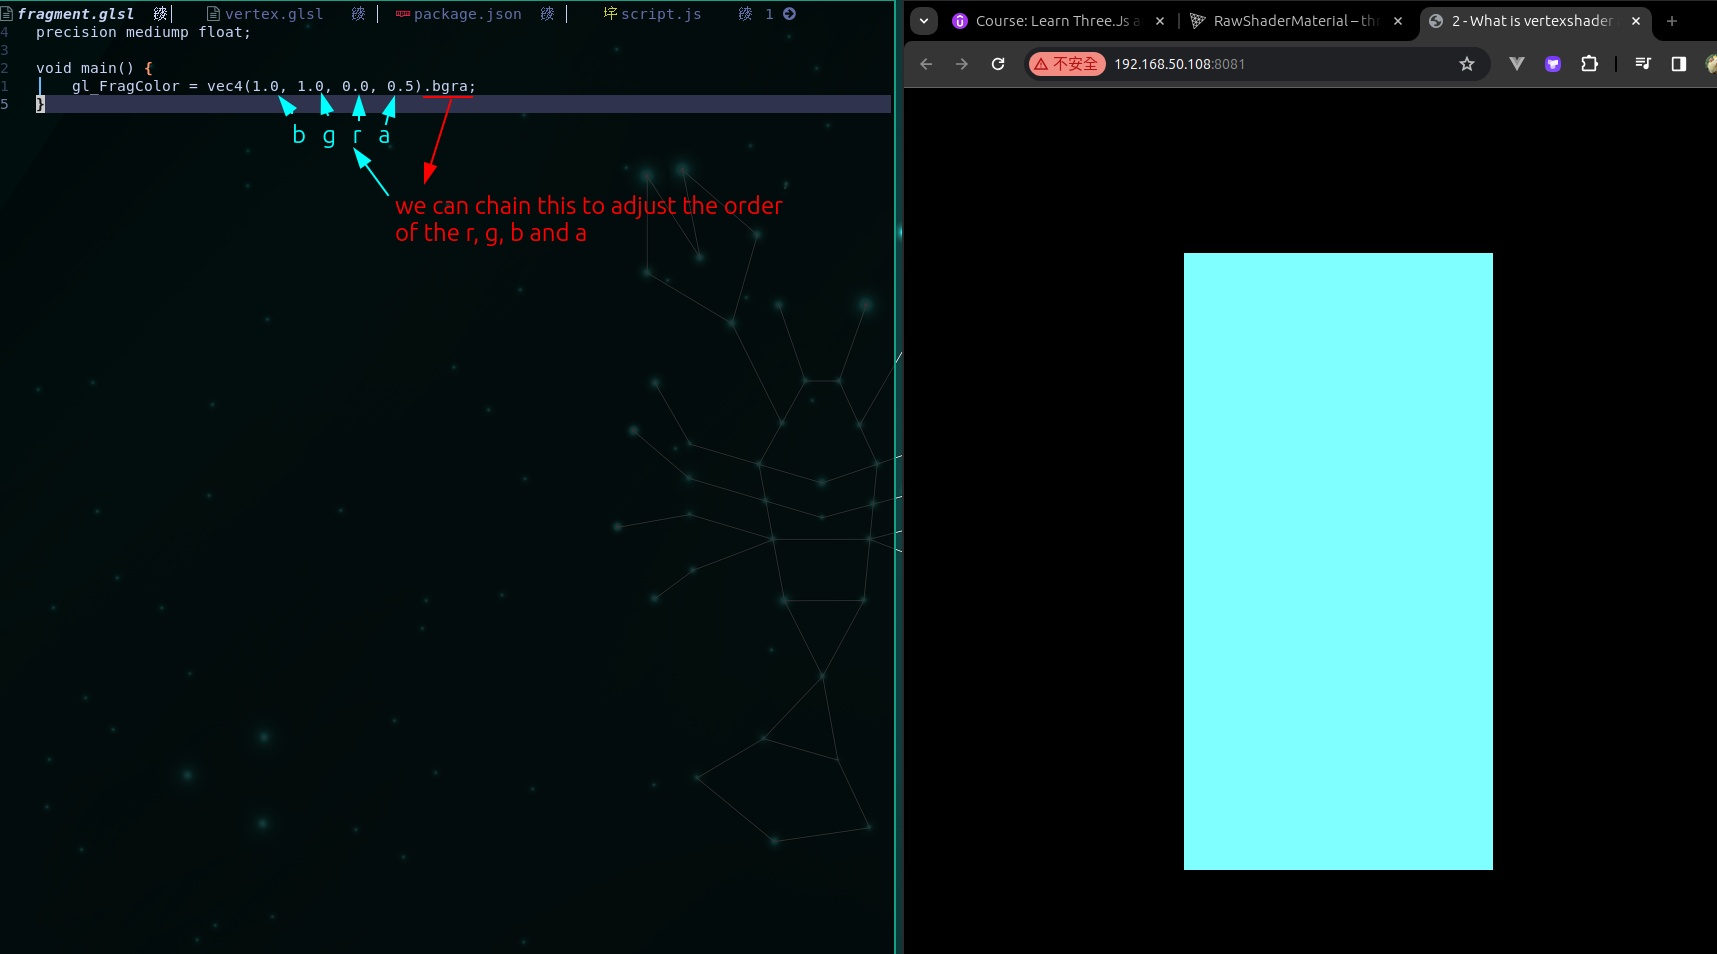 fragment.glsl vertex.glsl package.json script.js 1
4 precision mediump float;
3
2 void main() {
1 gl_FragColor = vec4(1.0, 1.0, 0.0, 0.5).bgra;
5 }
b g r a
we can chain this to adjust the order
of the r, g, b and a
Course: Learn Three.Js RawShaderMaterial – 2 - What is vertexshader
不安全 192.168.50.108:8081